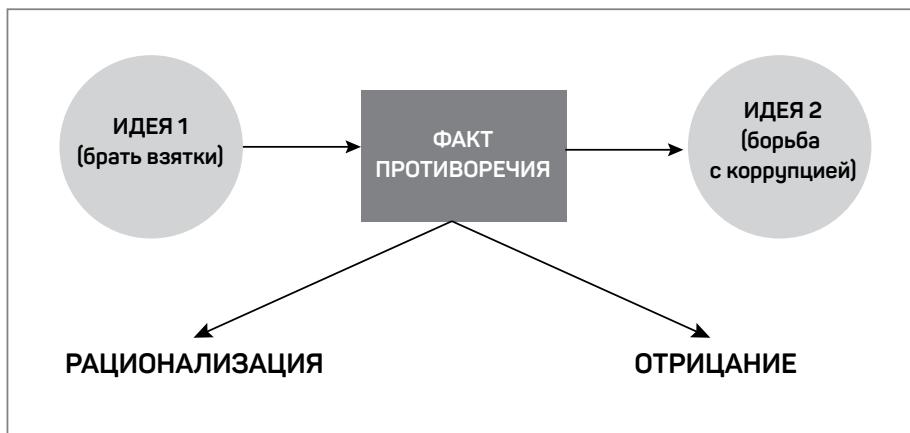 ИДЕЯ 1
(брать взятки)
ФАКТ
ПРОТИВОРЕЧИЯ
ИДЕЯ 2
(борьба
с коррупцией)
РАЦИОНАЛИЗАЦИЯ
ОТРИЦАНИЕ